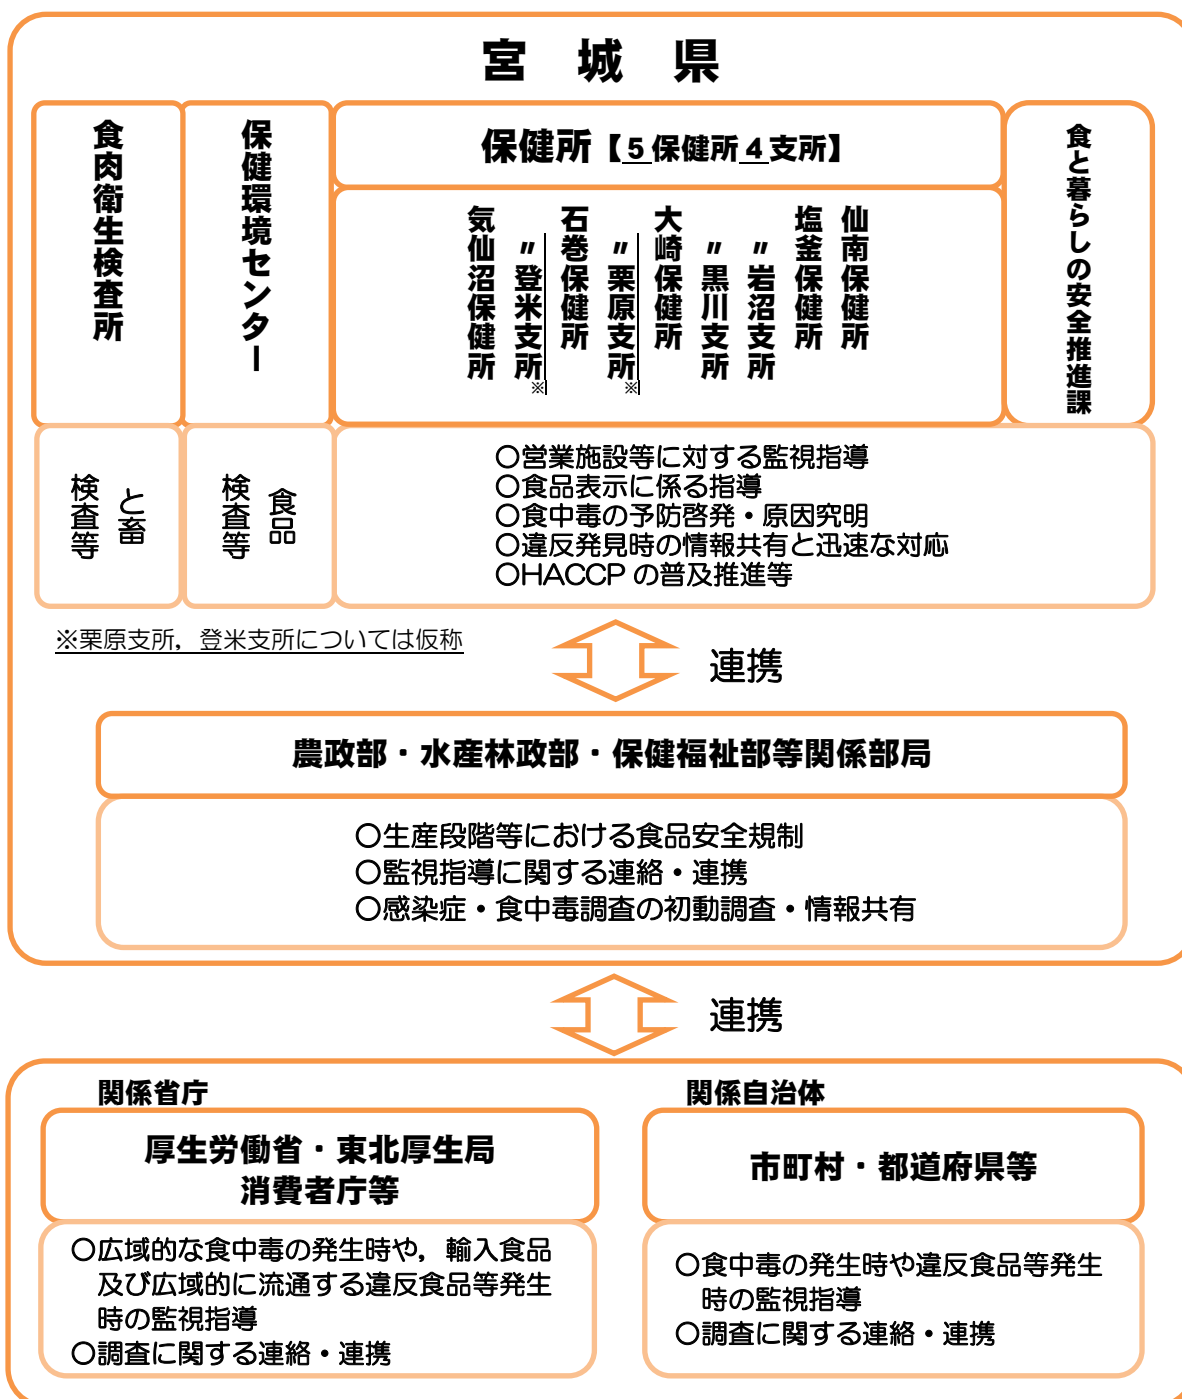 宮　城　県
食と暮らしの安全推進課
保健所【5保健所4支所】
仙南保健所
塩釜保健所
〃岩沼支所
〃黒川支所
大崎保健所
〃栗原支所※
石巻保健所
〃登米支所※
気仙沼保健所
保健環境センター
食肉衛生検査所
〇営業施設等に対する監視指導
〇食品表示に係る指導
〇食中毒の予防啓発・原因究明
〇違反発見時の情報共有と迅速な対応
〇HACCP の普及推進等
食品
検査等
と畜
検査等
※栗原支所，登米支所については仮称
連携
農政部・水産林政部・保健福祉部等関係部局
〇生産段階等における食品安全規制
〇監視指導に関する連絡・連携
〇感染症・食中毒調査の初動調査・情報共有
連携
関係省庁
厚生労働省・東北厚生局
消費者庁等
〇広域的な食中毒の発生時や，輸入食品
及び広域的に流通する違反食品等発生
時の監視指導
〇調査に関する連絡・連携
関係自治体
市町村・都道府県等
〇食中毒の発生時や違反食品等発生
時の監視指導
〇調査に関する連絡・連携